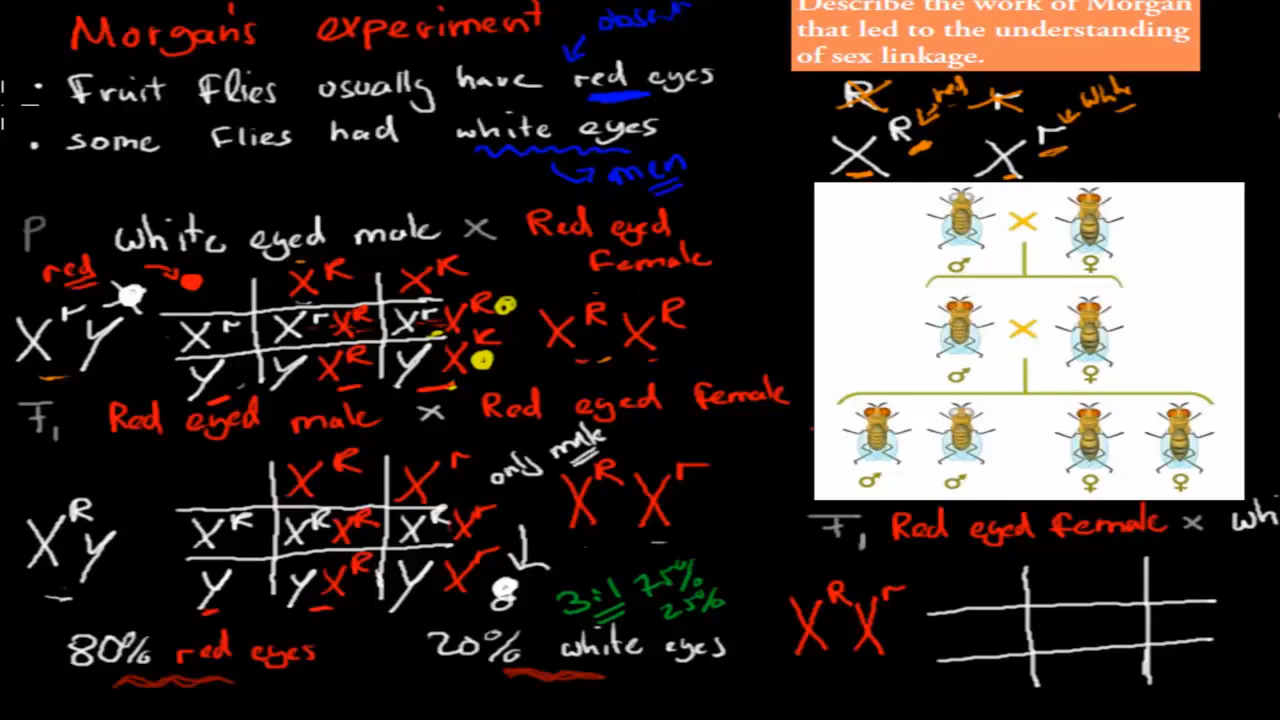 Morgan's experiment
Describe the work of Morgan
that led to the understanding
of sex linkage.
• Fruit Flies usually have red eyes
• some Flies had white eyes
R r
red white
X^R X^r
P White eyed male × Red eyed
Female
red
X^R X^R
X^r Y
X^r X^r X^R X^r X^R
Y Y X^R Y X^R
X^R X^R
♂ ♀
♂ ♀
♂ ♂ ♀ ♀
F₁ Red eyed male × Red eyed female
only male
X^R X^r
X^R Y
X^R X^R X^R X^R X^r
Y Y X^R Y X^r
X^R X^r
3:1 75%
25%
80% red eyes 20% white eyes
F₁ Red eyed female ×
X^R X^r